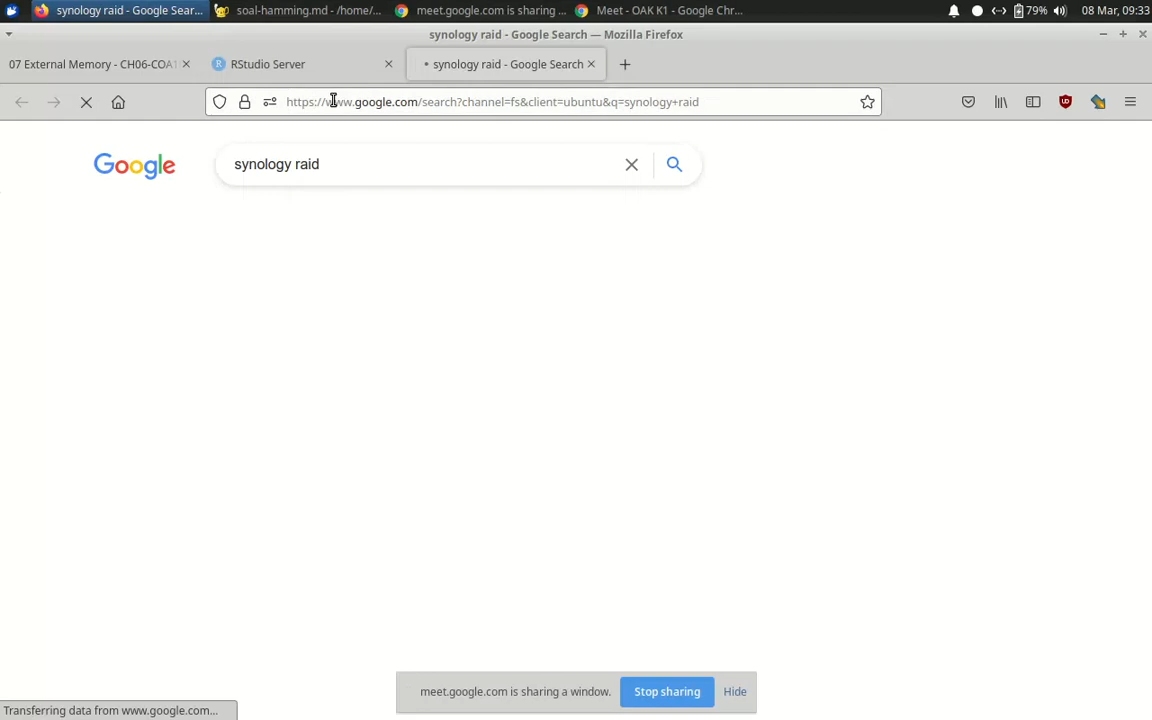 synology raid - Google Sear...
soal-hamming.md - /home/...
meet.google.com is sharing ...
Meet - OAK K1 - Google Chr...
79%
08 Mar, 09:33
synology raid - Google Search — Mozilla Firefox
07 External Memory - CH06-COA1
RStudio Server
synology raid - Google Search
https://www.google.com/search?channel=fs&client=ubuntu&q=synology+raid
Google
synology raid
meet.google.com is sharing a window.
Stop sharing
Hide
Transferring data from www.google.com...